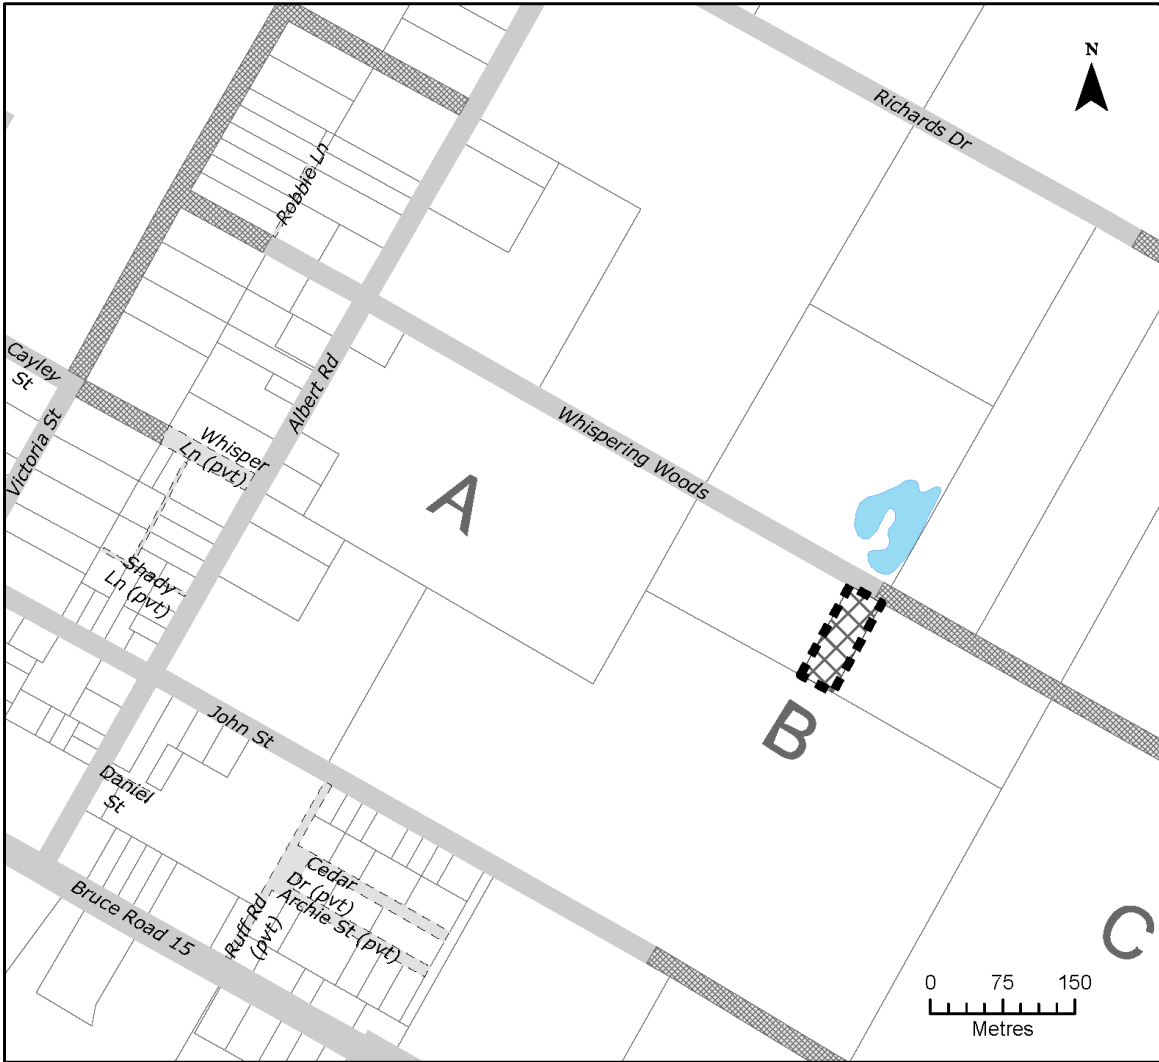 N
Richards Dr
Robbie Ln
Cayley
St
Albert Rd
Victoria St
Whisper
Ln (pvt)
Whispering Woods
A
Shady
Ln (pvt)
John St
B
Daniel
St
Cedar
Dr (pvt)
Archie St (pvt)
Ruff Rd
(pvt)
Bruce Road 15
C
0 75 150
Metres